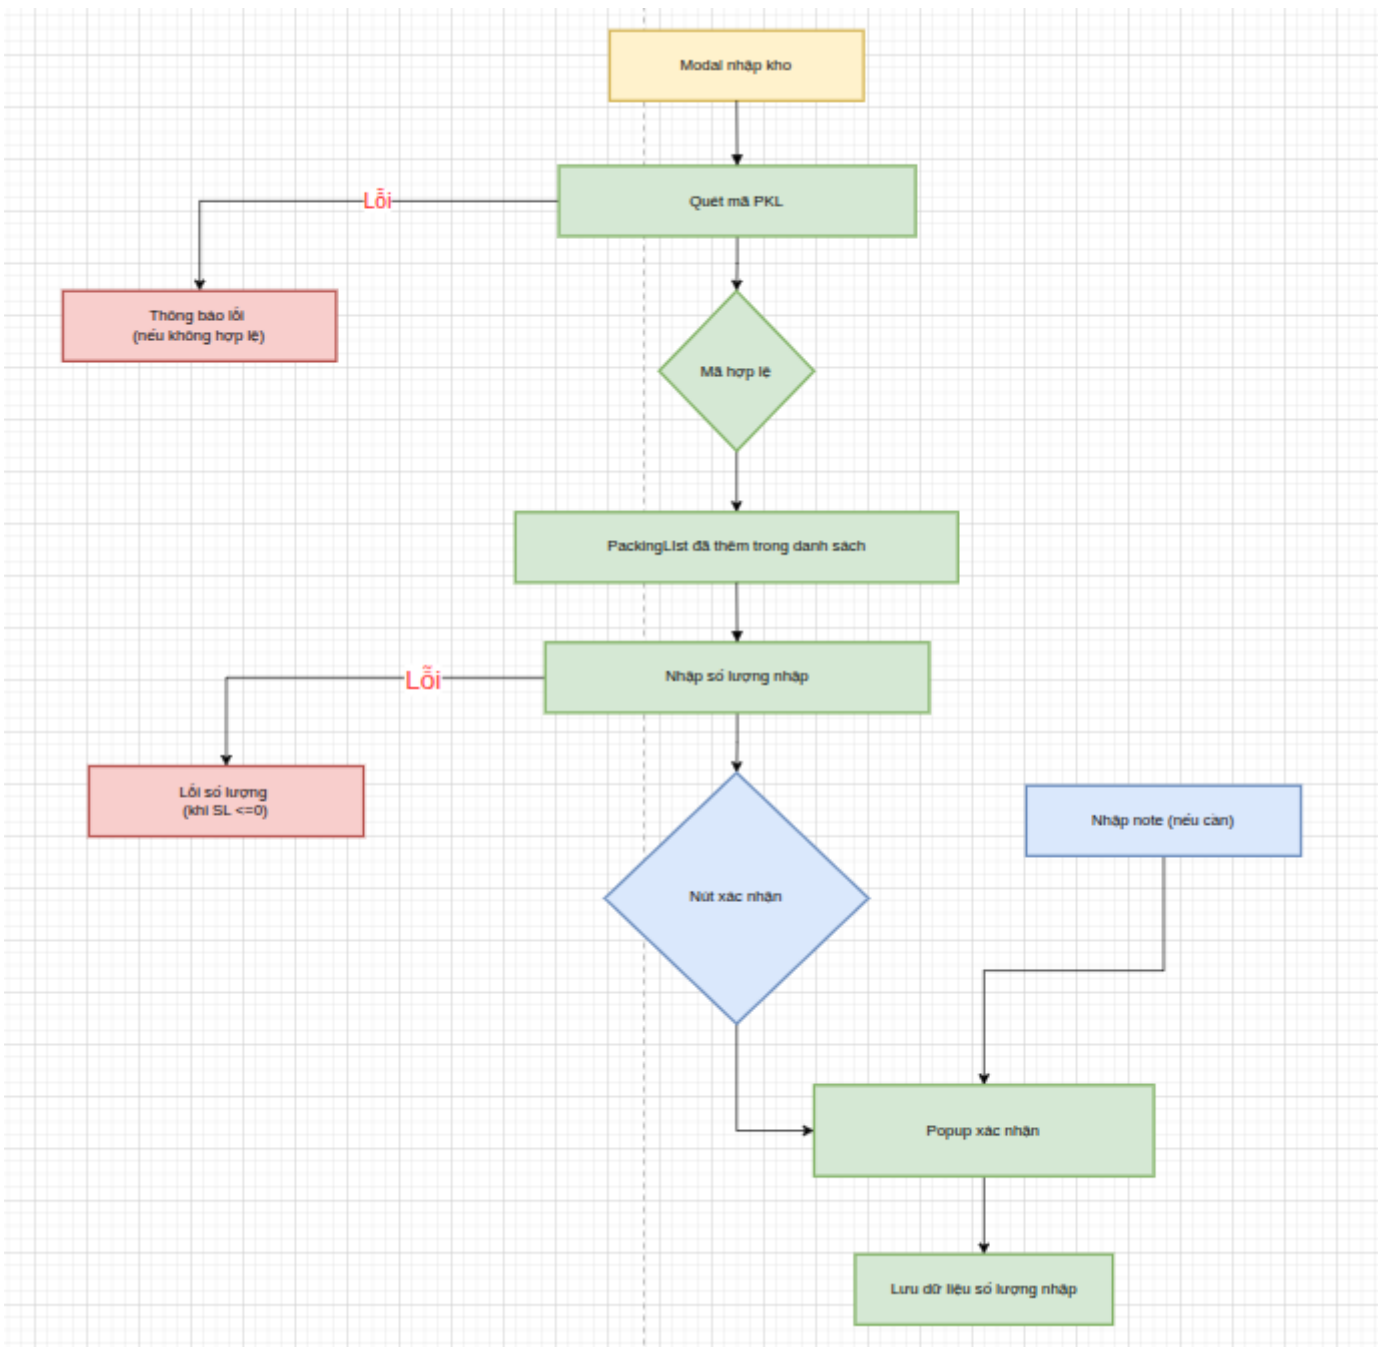 Modal nhập kho
Quét mã PKL
Lỗi
Thông báo lỗi
(nếu không hợp lệ)
Mã hợp lệ
PackingLIst đã thêm trong danh sách
Nhập số lượng nhập
Lỗi
Lỗi số lượng
(khi SL <=0)
Nhập note (nếu cần)
Nút xác nhận
Popup xác nhận
Lưu dữ liệu số lượng nhập